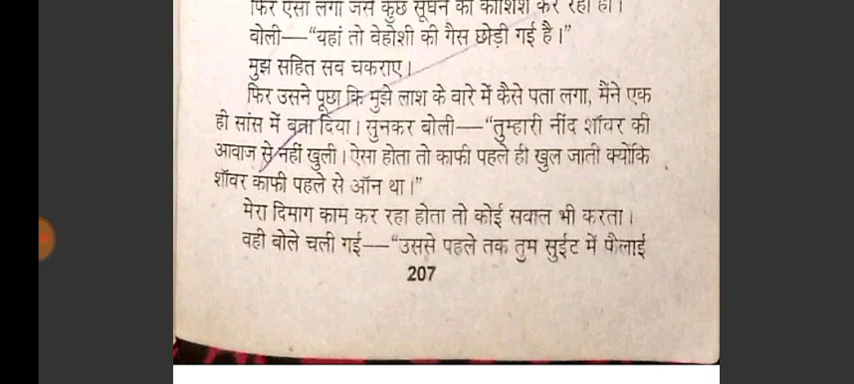 फिर ऐसा लगा जैसे कुछ सूंघने की कोशिश कर रही हो।
बोली—“यहां तो बेहोशी की गैस छोड़ी गई है।”
मुझ सहित सब चकराए।
फिर उसने पूछा कि मुझे लाश के बारे में कैसे पता लगा, मैंने एक
ही सांस में बता दिया। सुनकर बोली—“तुम्हारी नींद शॉवर की
आवाज से नहीं खुली। ऐसा होता तो काफी पहले ही खुल जाती क्योंकि
शॉवर काफी पहले से ऑन था।”
मेरा दिमाग काम कर रहा होता तो कोई सवाल भी करता।
वही बोले चली गई—“उससे पहले तक तुम सुईट में फैलाई
207